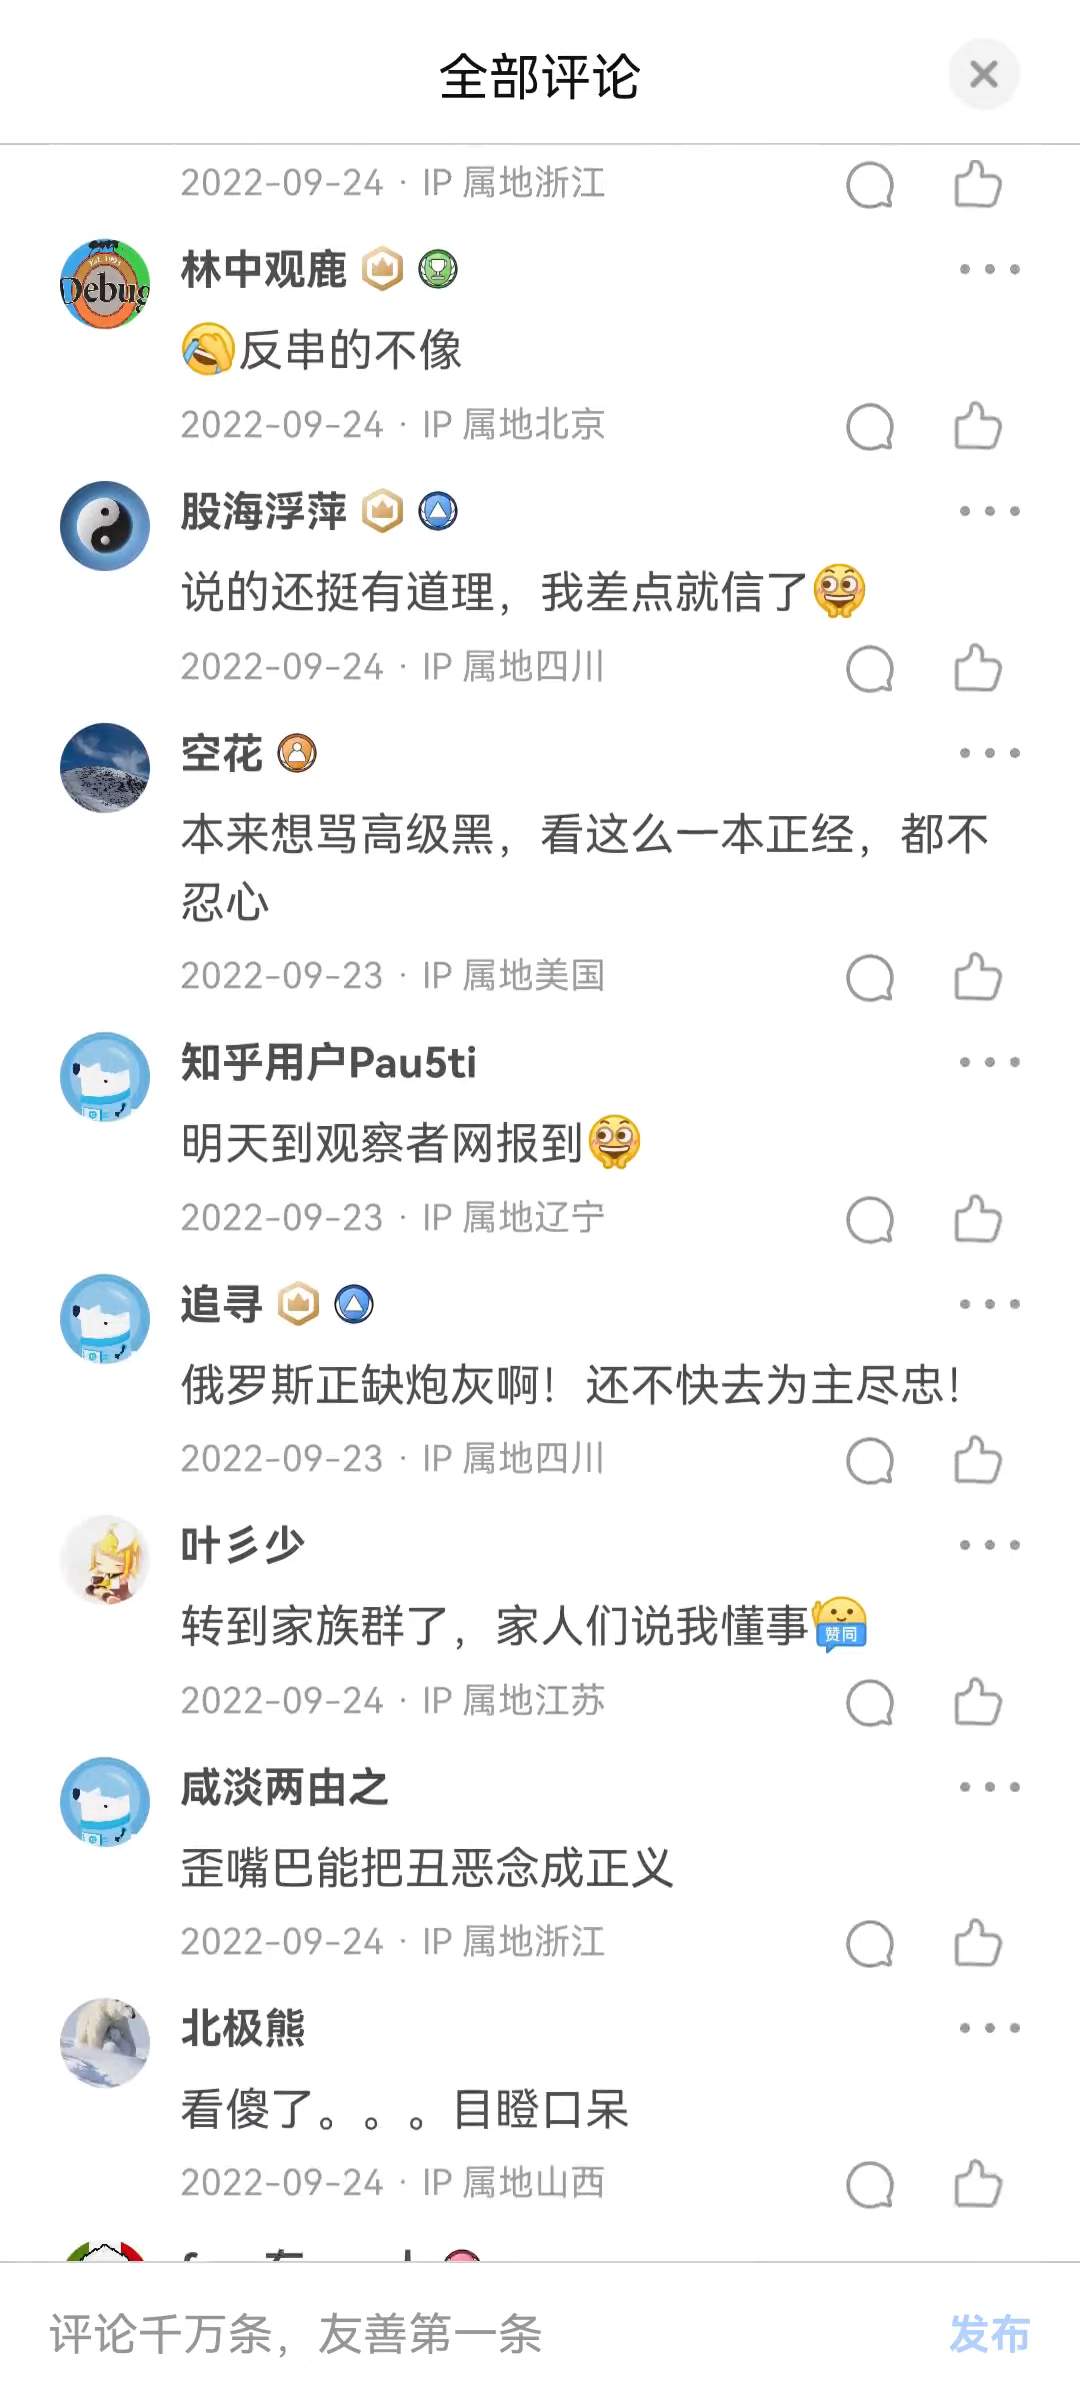 全部评论
2022-09-24 · IP 属地浙江
林中观鹿
反串的不像
2022-09-24 · IP 属地北京
股海浮萍
说的还挺有道理，我差点就信了
2022-09-24 · IP 属地四川
空花
本来想骂高级黑，看这么一本正经，都不
忍心
2022-09-23 · IP 属地美国
知乎用户Pau5ti
明天到观察者网报到
2022-09-23 · IP 属地辽宁
追寻
俄罗斯正缺炮灰啊！还不快去为主尽忠！
2022-09-23 · IP 属地四川
叶彡少
转到家族群了，家人们说我懂事
赞同
2022-09-24 · IP 属地江苏
咸淡两由之
歪嘴巴能把丑恶念成正义
2022-09-24 · IP 属地浙江
北极熊
看傻了。。。目瞪口呆
2022-09-24 · IP 属地山西
评论千万条，友善第一条
发布
Debug